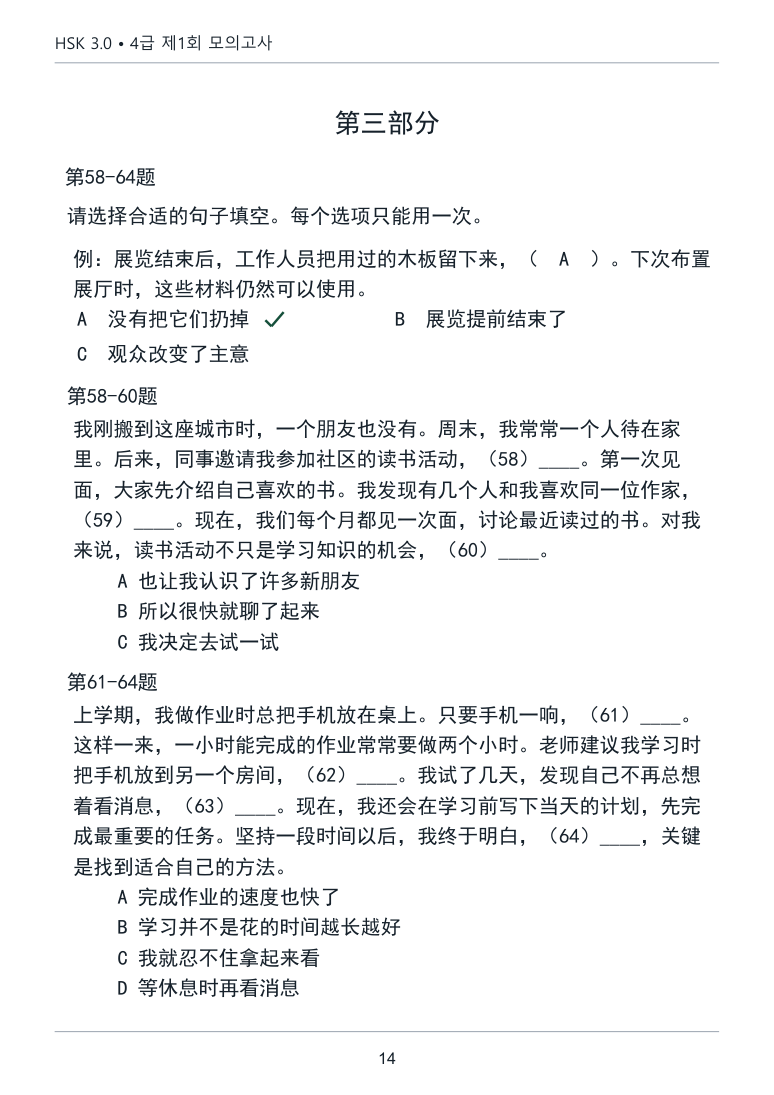 HSK 3.0 • 4급 제1회 모의고사
第三部分
第58-64题
请选择合适的句子填空。每个选项只能用一次。
例：展览结束后，工作人员把用过的木板留下来，（ A ）。下次布置
展厅时，这些材料仍然可以使用。
A 没有把它们扔掉 ✓ B 展览提前结束了
C 观众改变了主意
第58-60题
我刚搬到这座城市时，一个朋友也没有。周末，我常常一个人待在家
里。后来，同事邀请我参加社区的读书活动，（58）____。第一次见
面，大家先介绍自己喜欢的书。我发现有几个人和我喜欢同一位作家，
（59）____。现在，我们每个月都见一次面，讨论最近读过的书。对我
来说，读书活动不只是学习知识的机会，（60）____。
A 也让我认识了许多新朋友
B 所以很快就聊了起来
C 我决定去试一试
第61-64题
上学期，我做作业时总把手机放在桌上。只要手机一响，（61）____。
这样一来，一小时能完成的作业常常要做两个小时。老师建议我学习时
把手机放到另一个房间，（62）____。我试了几天，发现自己不再总想
着看消息，（63）____。现在，我还会在学习前写下当天的计划，先完
成最重要的任务。坚持一段时间以后，我终于明白，（64）____，关键
是找到适合自己的方法。
A 完成作业的速度也快了
B 学习并不是花的时间越长越好
C 我就忍不住拿起来看
D 等休息时再看消息
14